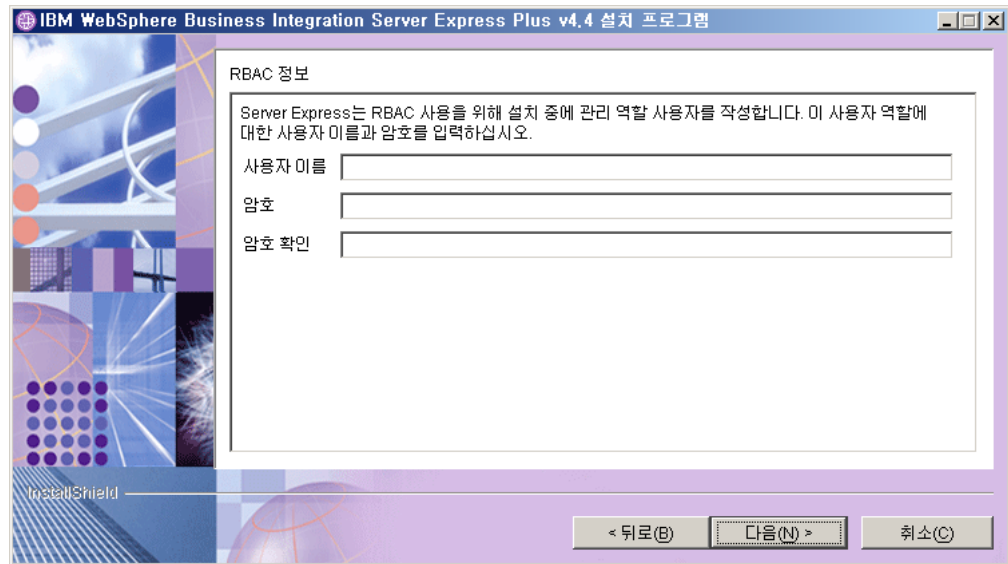 IBM WebSphere Business Integration Server Express Plus v4.4 설치 프로그램
RBAC 정보
Server Express는 RBAC 사용을 위해 설치 중에 관리 역할 사용자를 작성합니다. 이 사용자 역할에
대한 사용자 이름과 암호를 입력하십시오.
사용자 이름
암호
암호 확인
InstallShield
< 뒤로(B)
다음(N) >
취소(C)